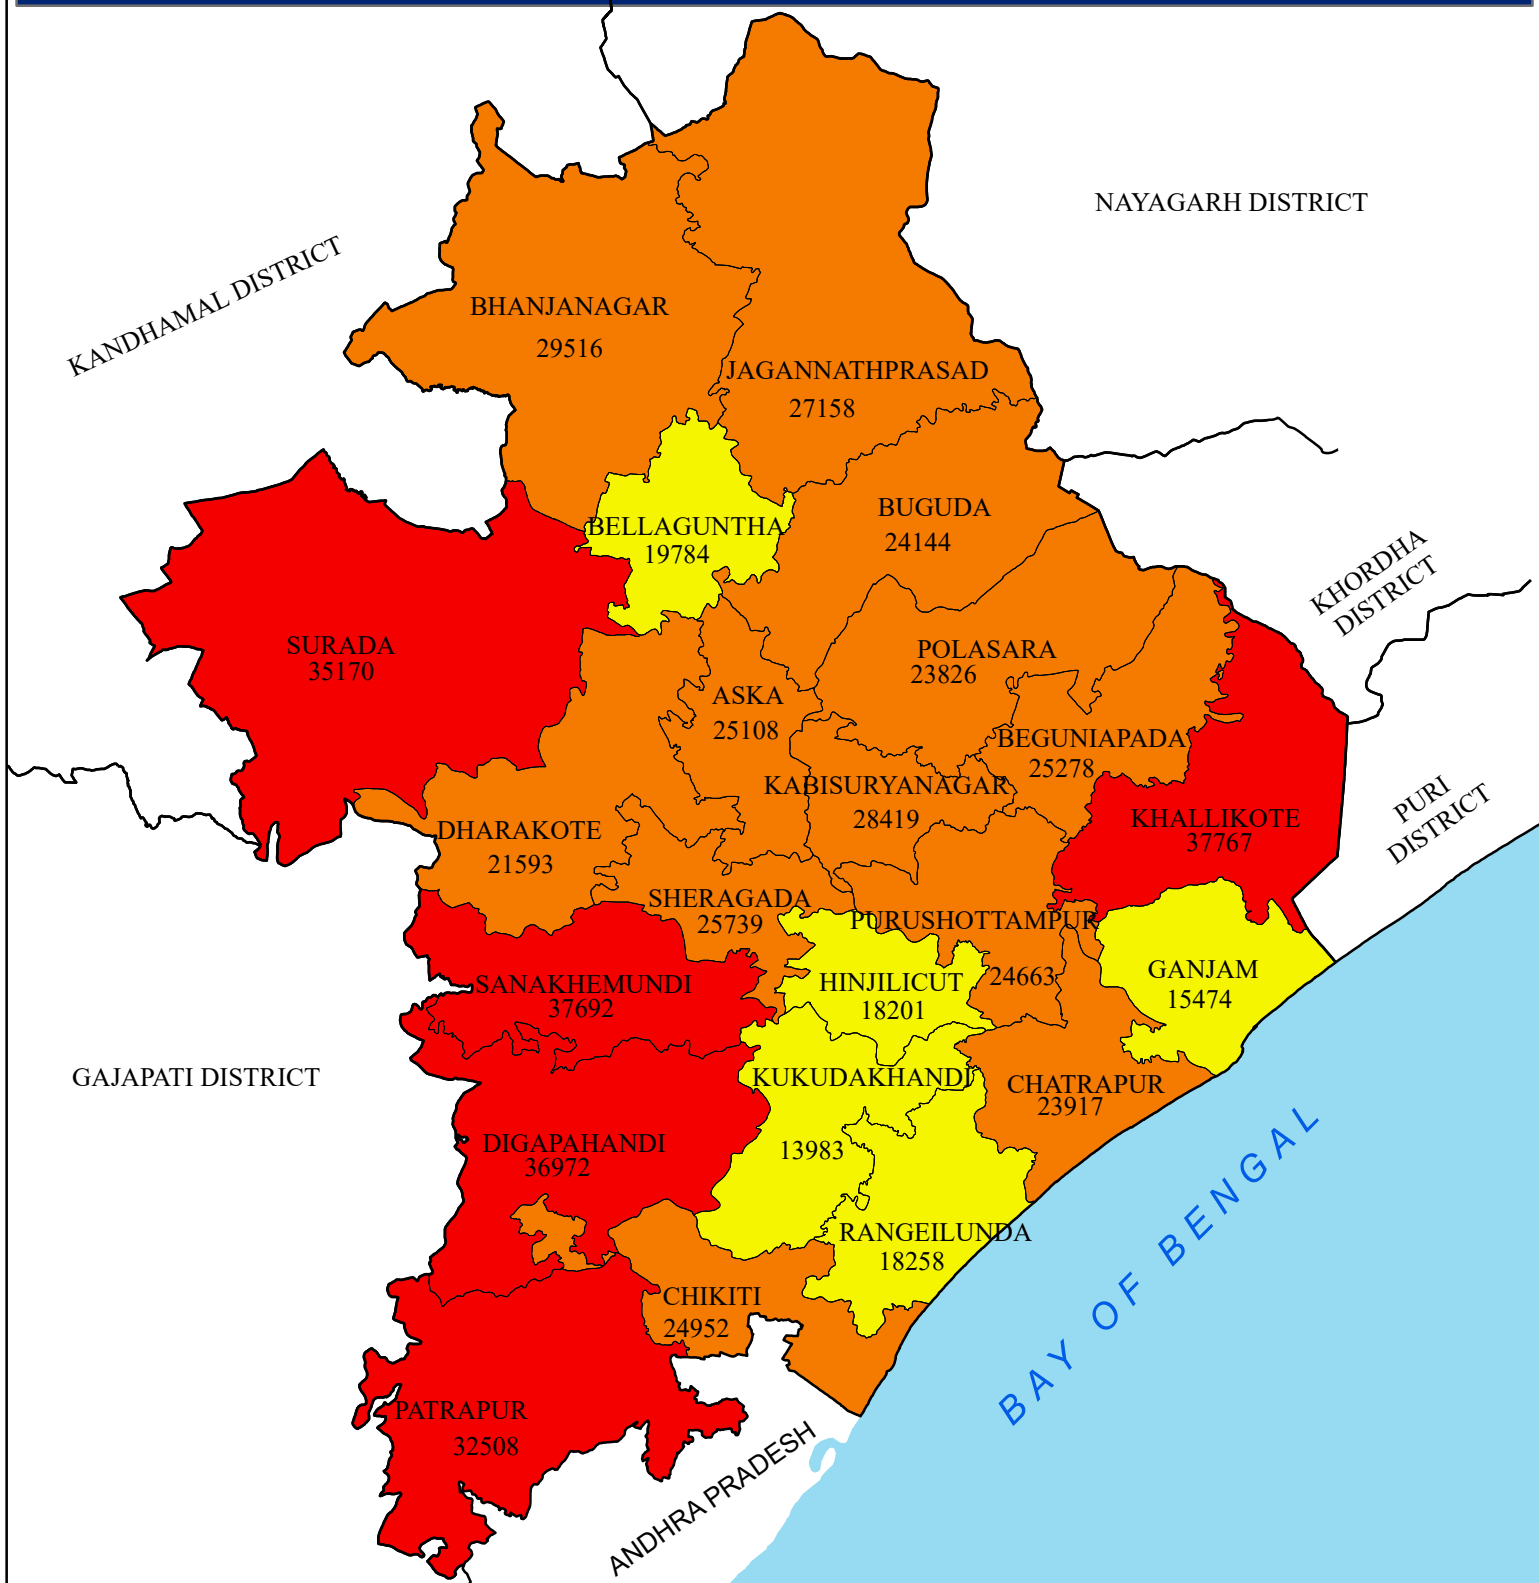 NAYAGARH DISTRICT
KANDHAMAL DISTRICT
BHANJANAGAR
29516
JAGANNATHPRASAD
27158
BUGUDA
24144
BELLAGUNTHA
19784
KHORDHA
DISTRICT
SURADA
35170
POLASARA
23826
ASKA
25108
BEGUNIAPADA
25278
KABISURYANAGAR
28419
PURI
DISTRICT
KHALLIKOTE
37767
DHARAKOTE
21593
SHERAGADA
25739
PURUSHOTTAMPUR
24663
HINJILICUT
18201
GANJAM
15474
SANAKHEMUNDI
37692
GAJAPATI DISTRICT
KUKUDAKHANDI
13983
CHATRAPUR
23917
DIGAPAHANDI
36972
RANGEILUNDA
18258
BAY OF BENGAL
CHIKITI
24952
PATRAPUR
32508
ANDHRA PRADESH